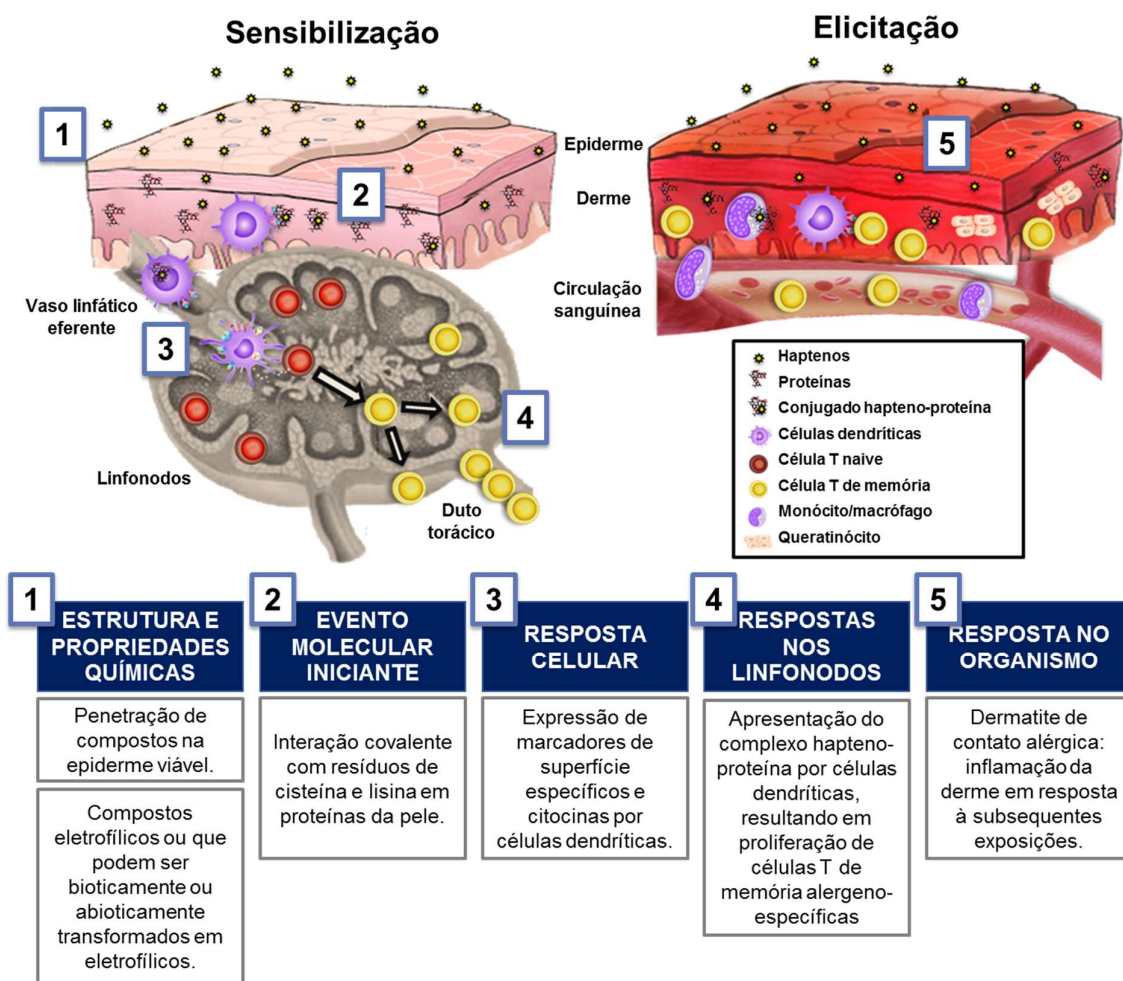 Sensibilização
Elicitação
1
2
3
4
5
Epiderme
Derme
Vaso linfático
eferente
Circulação
sanguínea
Linfonodos
Duto
torácico
Haptenos
Proteínas
Conjugado hapteno-proteína
Células dendríticas
Célula T naive
Célula T de memória
Monócito/macrófago
Queratinócito
1
ESTRUTURA E
PROPRIEDADES
QUÍMICAS
Penetração de
compostos na
epiderme viável.
Compostos
eletrofílicos ou que
podem ser
bioticamente ou
abioticamente
transformados em
eletrofílicos.
2
EVENTO
MOLECULAR
INICIANTE
Interação covalente
com resíduos de
cisteína e lisina em
proteínas da pele.
3
RESPOSTA
CELULAR
Expressão de
marcadores de
superfície
específicos e
citocinas por
células dendríticas.
4
RESPOSTAS
NOS
LINFONODOS
Apresentação do
complexo hapteno-
proteína por células
dendríticas,
resultando em
proliferação de
células T de
memória alergeno-
específicas
5
RESPOSTA NO
ORGANISMO
Dermatite de
contato alérgica:
inflamação da
derme em resposta
à subsequentes
exposições.